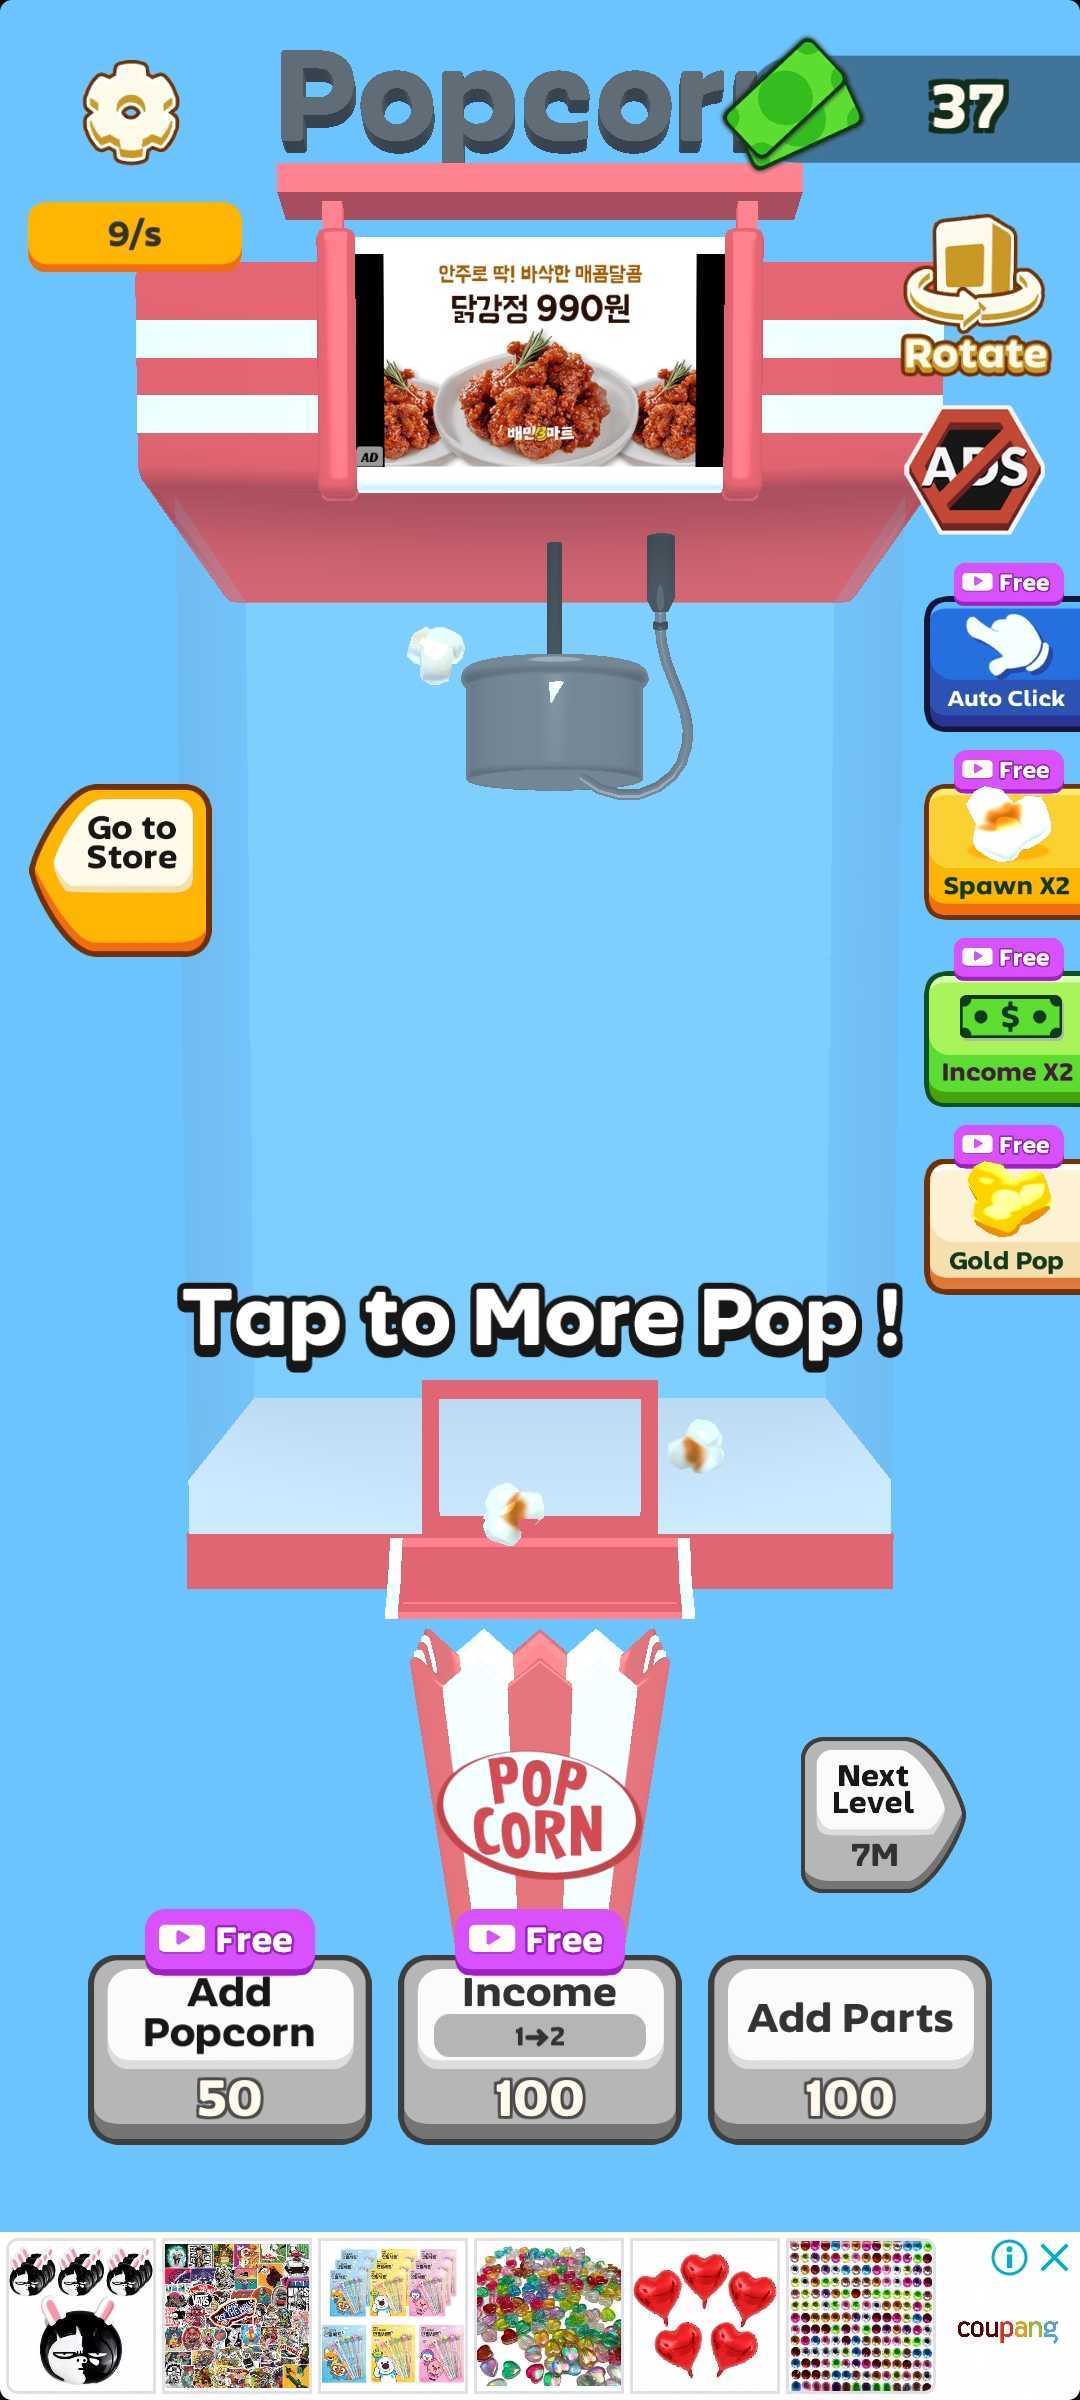 Popcor
37
9/s
안주로 딱! 바삭한 매콤달콤
닭강정 990원
배민B마트
AD
Rotate
ADS
Free
Auto Click
Free
Spawn X2
Go to
Store
Free
$
Income X2
Free
Gold Pop
Tap to More Pop !
POP
CORN
Next
Level
7M
Free
Add
Popcorn
50
Free
Income
1→2
100
Add Parts
100
coupang